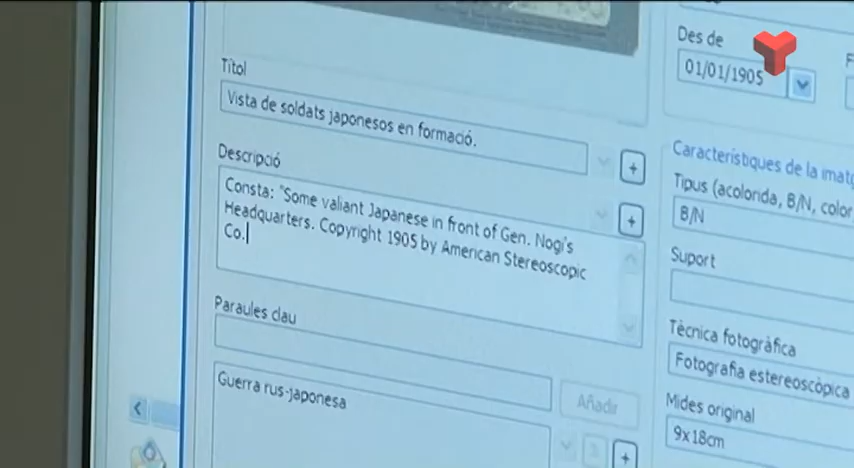 Títol
Vista de soldats japonesos en formació.
Descripció
Consta: "Some valiant Japanese in front of Gen. Nogi's
Headquarters. Copyright 1905 by American Stereoscopic
Co.
Paraules clau
Añadir
Guerra rus-japonesa
Des de
01/01/1905
F
Característiques de la imatg
Tipus (acolorida, B/N, color
B/N
Suport
Tècnica fotogràfica
Fotografia estereoscòpica
Mides original
9x18cm